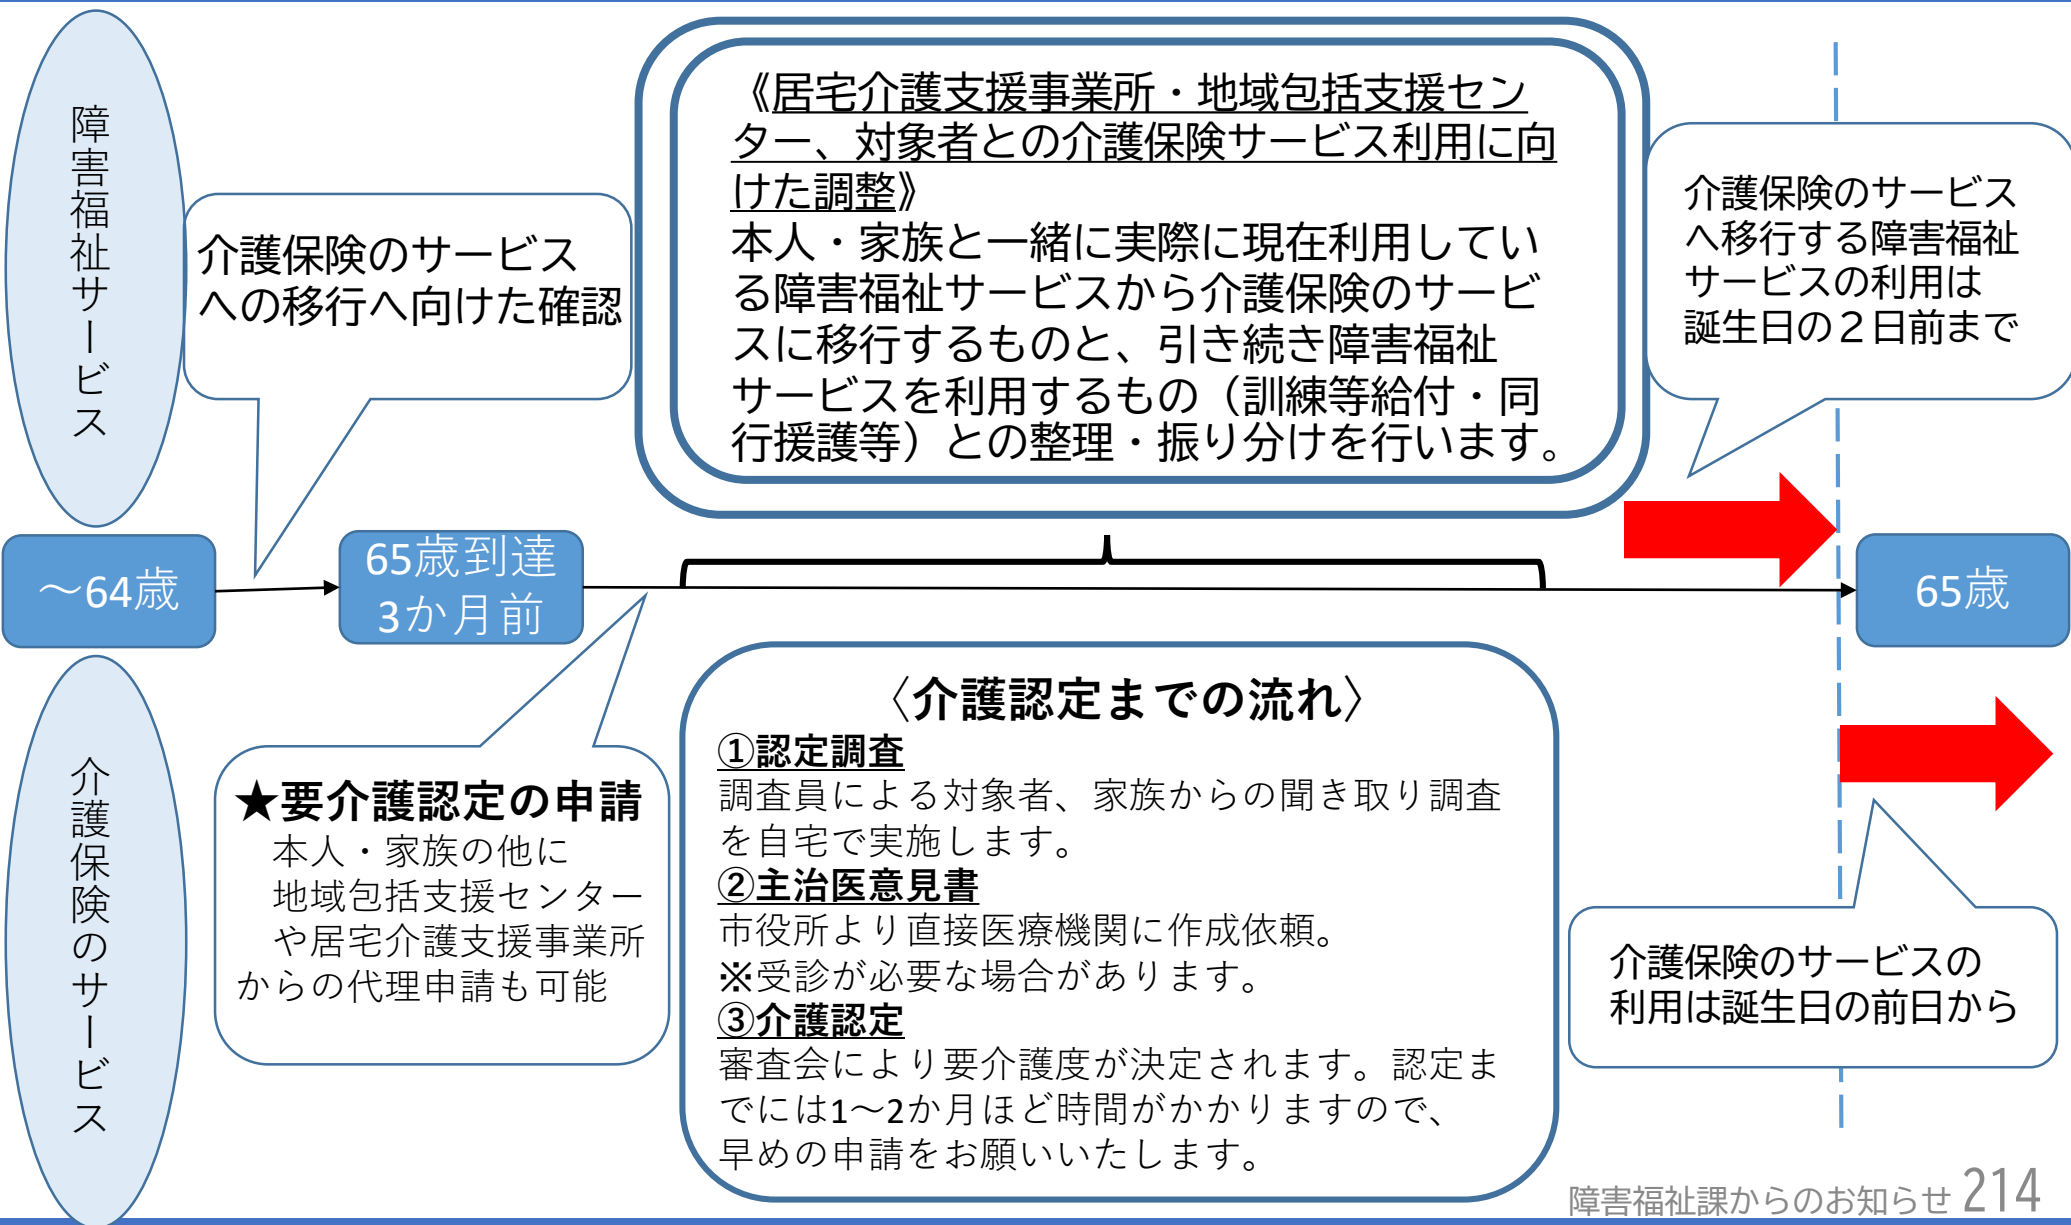 障害福祉サービス
介護保険のサービス
への移行へ向けた確認
《居宅介護支援事業所・地域包括支援セン
ター、対象者との介護保険サービス利用に向
けた調整》
本人・家族と一緒に実際に現在利用してい
る障害福祉サービスから介護保険のサービ
スに移行するものと、引き続き障害福祉
サービスを利用するもの（訓練等給付・同
行援護等）との整理・振り分けを行います。
介護保険のサービス
へ移行する障害福祉
サービスの利用は
誕生日の２日前まで
～64歳
65歳到達
3か月前
65歳
介護保険のサービス
★要介護認定の申請
本人・家族の他に
地域包括支援センター
や居宅介護支援事業所
からの代理申請も可能
〈介護認定までの流れ〉
①認定調査
調査員による対象者、家族からの聞き取り調査
を自宅で実施します。
②主治医意見書
市役所より直接医療機関に作成依頼。
※受診が必要な場合があります。
③介護認定
審査会により要介護度が決定されます。認定ま
でには1～2か月ほど時間がかかりますので、
早めの申請をお願いいたします。
介護保険のサービスの
利用は誕生日の前日から
障害福祉課からのお知らせ 214